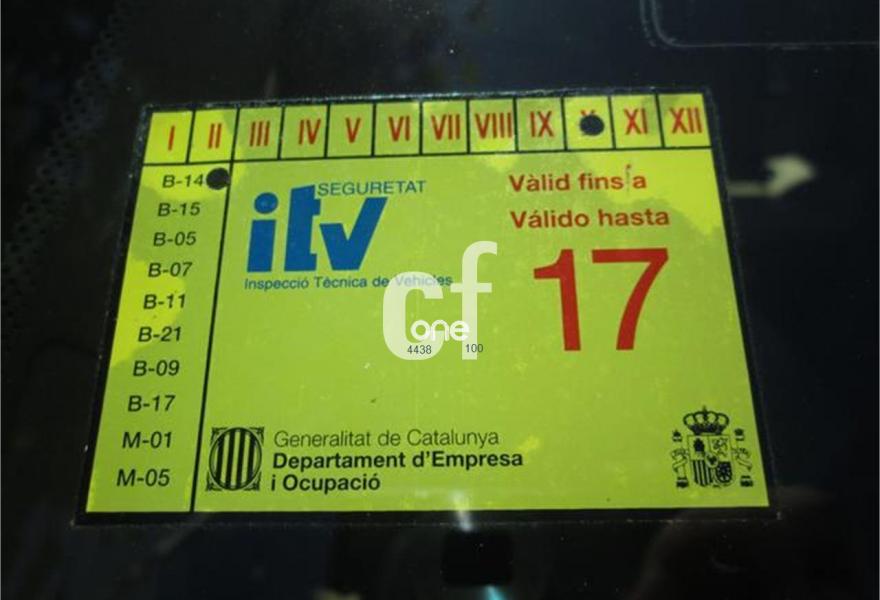 I II III IV V VI VII VIII IX X XI XII
B-14
B-15
B-05
B-07
B-11
B-21
B-09
B-17
M-01
M-05
SEGURETAT
itv
Inspecció Tècnica de Vehicles
Vàlid fins a
Válido hasta
17
cf
one
4438 100
Generalitat de Catalunya
Departament d'Empresa
i Ocupació